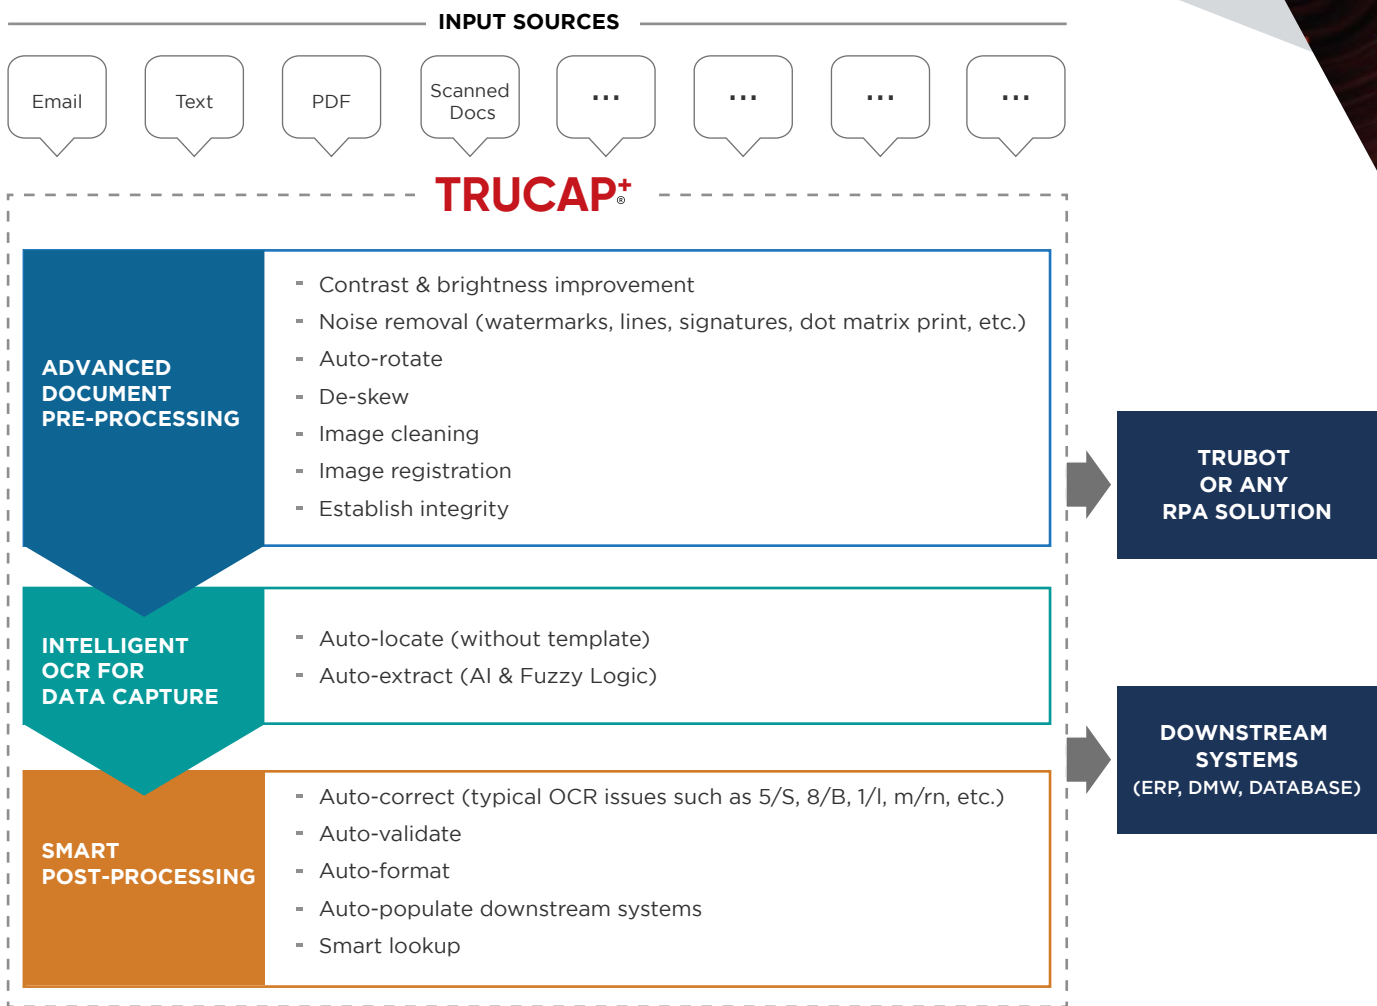 INPUT SOURCES
Email
Text
PDF
Scanned
Docs
...
...
...
...
TRUCAP+®
ADVANCED
DOCUMENT
PRE-PROCESSING
- Contrast & brightness improvement
- Noise removal (watermarks, lines, signatures, dot matrix print, etc.)
- Auto-rotate
- De-skew
- Image cleaning
- Image registration
- Establish integrity
INTELLIGENT
OCR FOR
DATA CAPTURE
- Auto-locate (without template)
- Auto-extract (AI & Fuzzy Logic)
SMART
POST-PROCESSING
- Auto-correct (typical OCR issues such as 5/S, 8/B, 1/l, m/rn, etc.)
- Auto-validate
- Auto-format
- Auto-populate downstream systems
- Smart lookup
TRUBOT
OR ANY
RPA SOLUTION
DOWNSTREAM
SYSTEMS
(ERP, DMW, DATABASE)